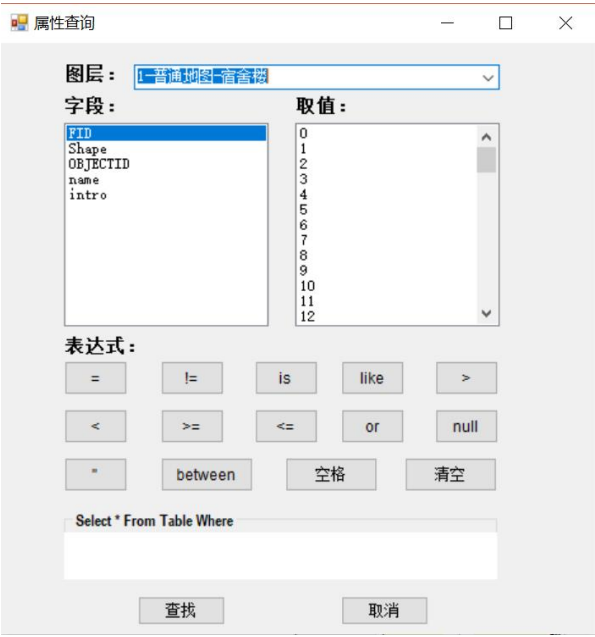 属性查询
图层： 1-普通地图-宿舍楼
字段： 取值：
FID
Shape
OBJECTID
name
intro
0
1
2
3
4
5
6
7
8
9
10
11
12
表达式：
= != is like >
< >= <= or null
" between 空格 清空
Select * From Table Where
查找 取消